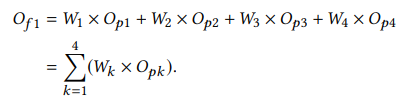 O_{f1} = W_1 × O_{p1} + W_2 × O_{p2} + W_3 × O_{p3} + W_4 × O_{p4}
= \sum_{k=1}^{4} (W_k × O_{pk}).